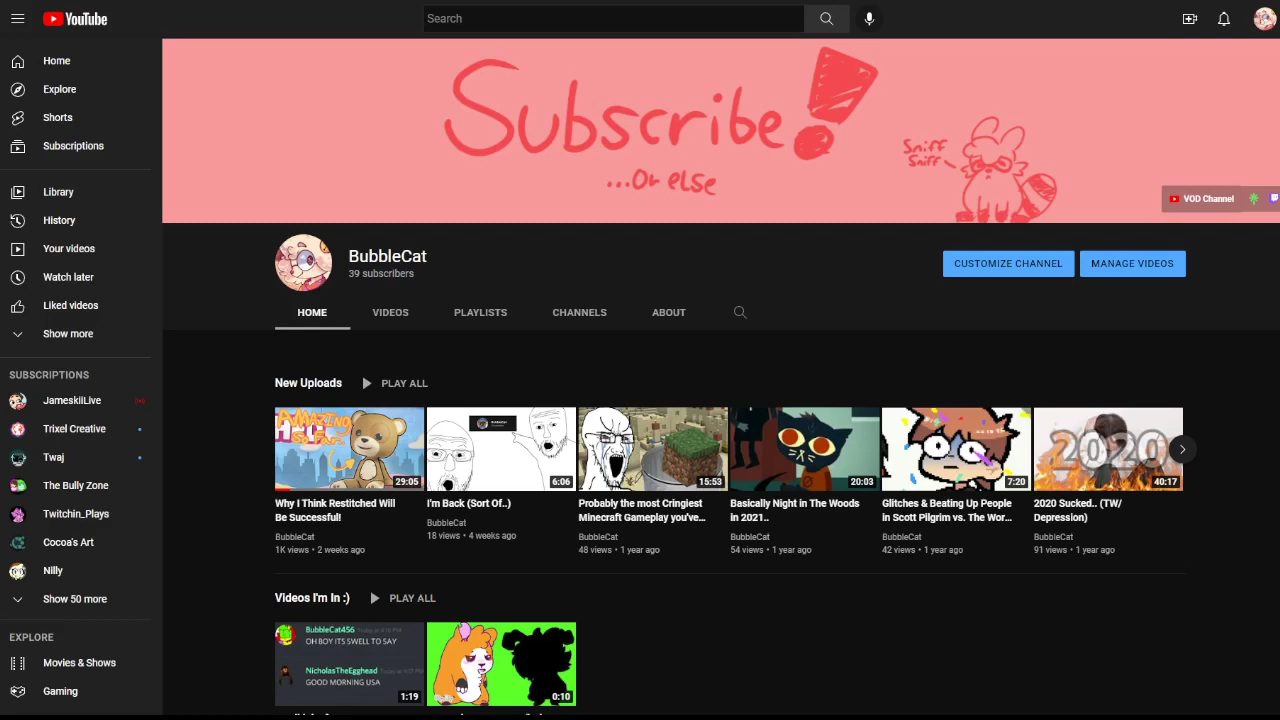 YouTube
Search
Home
Explore
Shorts
Subscriptions
Library
History
Your videos
Watch later
Liked videos
Show more
SUBSCRIPTIONS
JameskiiLive
Trixel Creative
Twaj
The Bully Zone
Twitchin_Plays
Cocoa's Art
Nilly
Show 50 more
EXPLORE
Movies & Shows
Gaming
Subscribe!
...Or else
Sniff
Sniff
VOD Channel
BubbleCat
39 subscribers
CUSTOMIZE CHANNEL
MANAGE VIDEOS
HOME
VIDEOS
PLAYLISTS
CHANNELS
ABOUT
New Uploads
PLAY ALL
AMAZING
SO FAR..
29:05
Why I Think Restitched Will
Be Successful!
BubbleCat
1K views • 2 weeks ago
6:06
I'm Back (Sort Of..)
BubbleCat
18 views • 4 weeks ago
15:53
Probably the most Cringiest
Minecraft Gameplay you've...
BubbleCat
48 views • 1 year ago
20:03
Basically Night in The Woods
in 2021..
BubbleCat
54 views • 1 year ago
7:20
Glitches & Beating Up People
in Scott Pilgrim vs. The Wor...
BubbleCat
42 views • 1 year ago
2020
40:17
2020 Sucked.. (TW/
Depression)
BubbleCat
91 views • 1 year ago
Videos I'm In :)
PLAY ALL
BubbleCat456
OH BOY ITS SWELL TO SAY
NicholasTheEgghead
GOOD MORNING USA
1:19
0:10